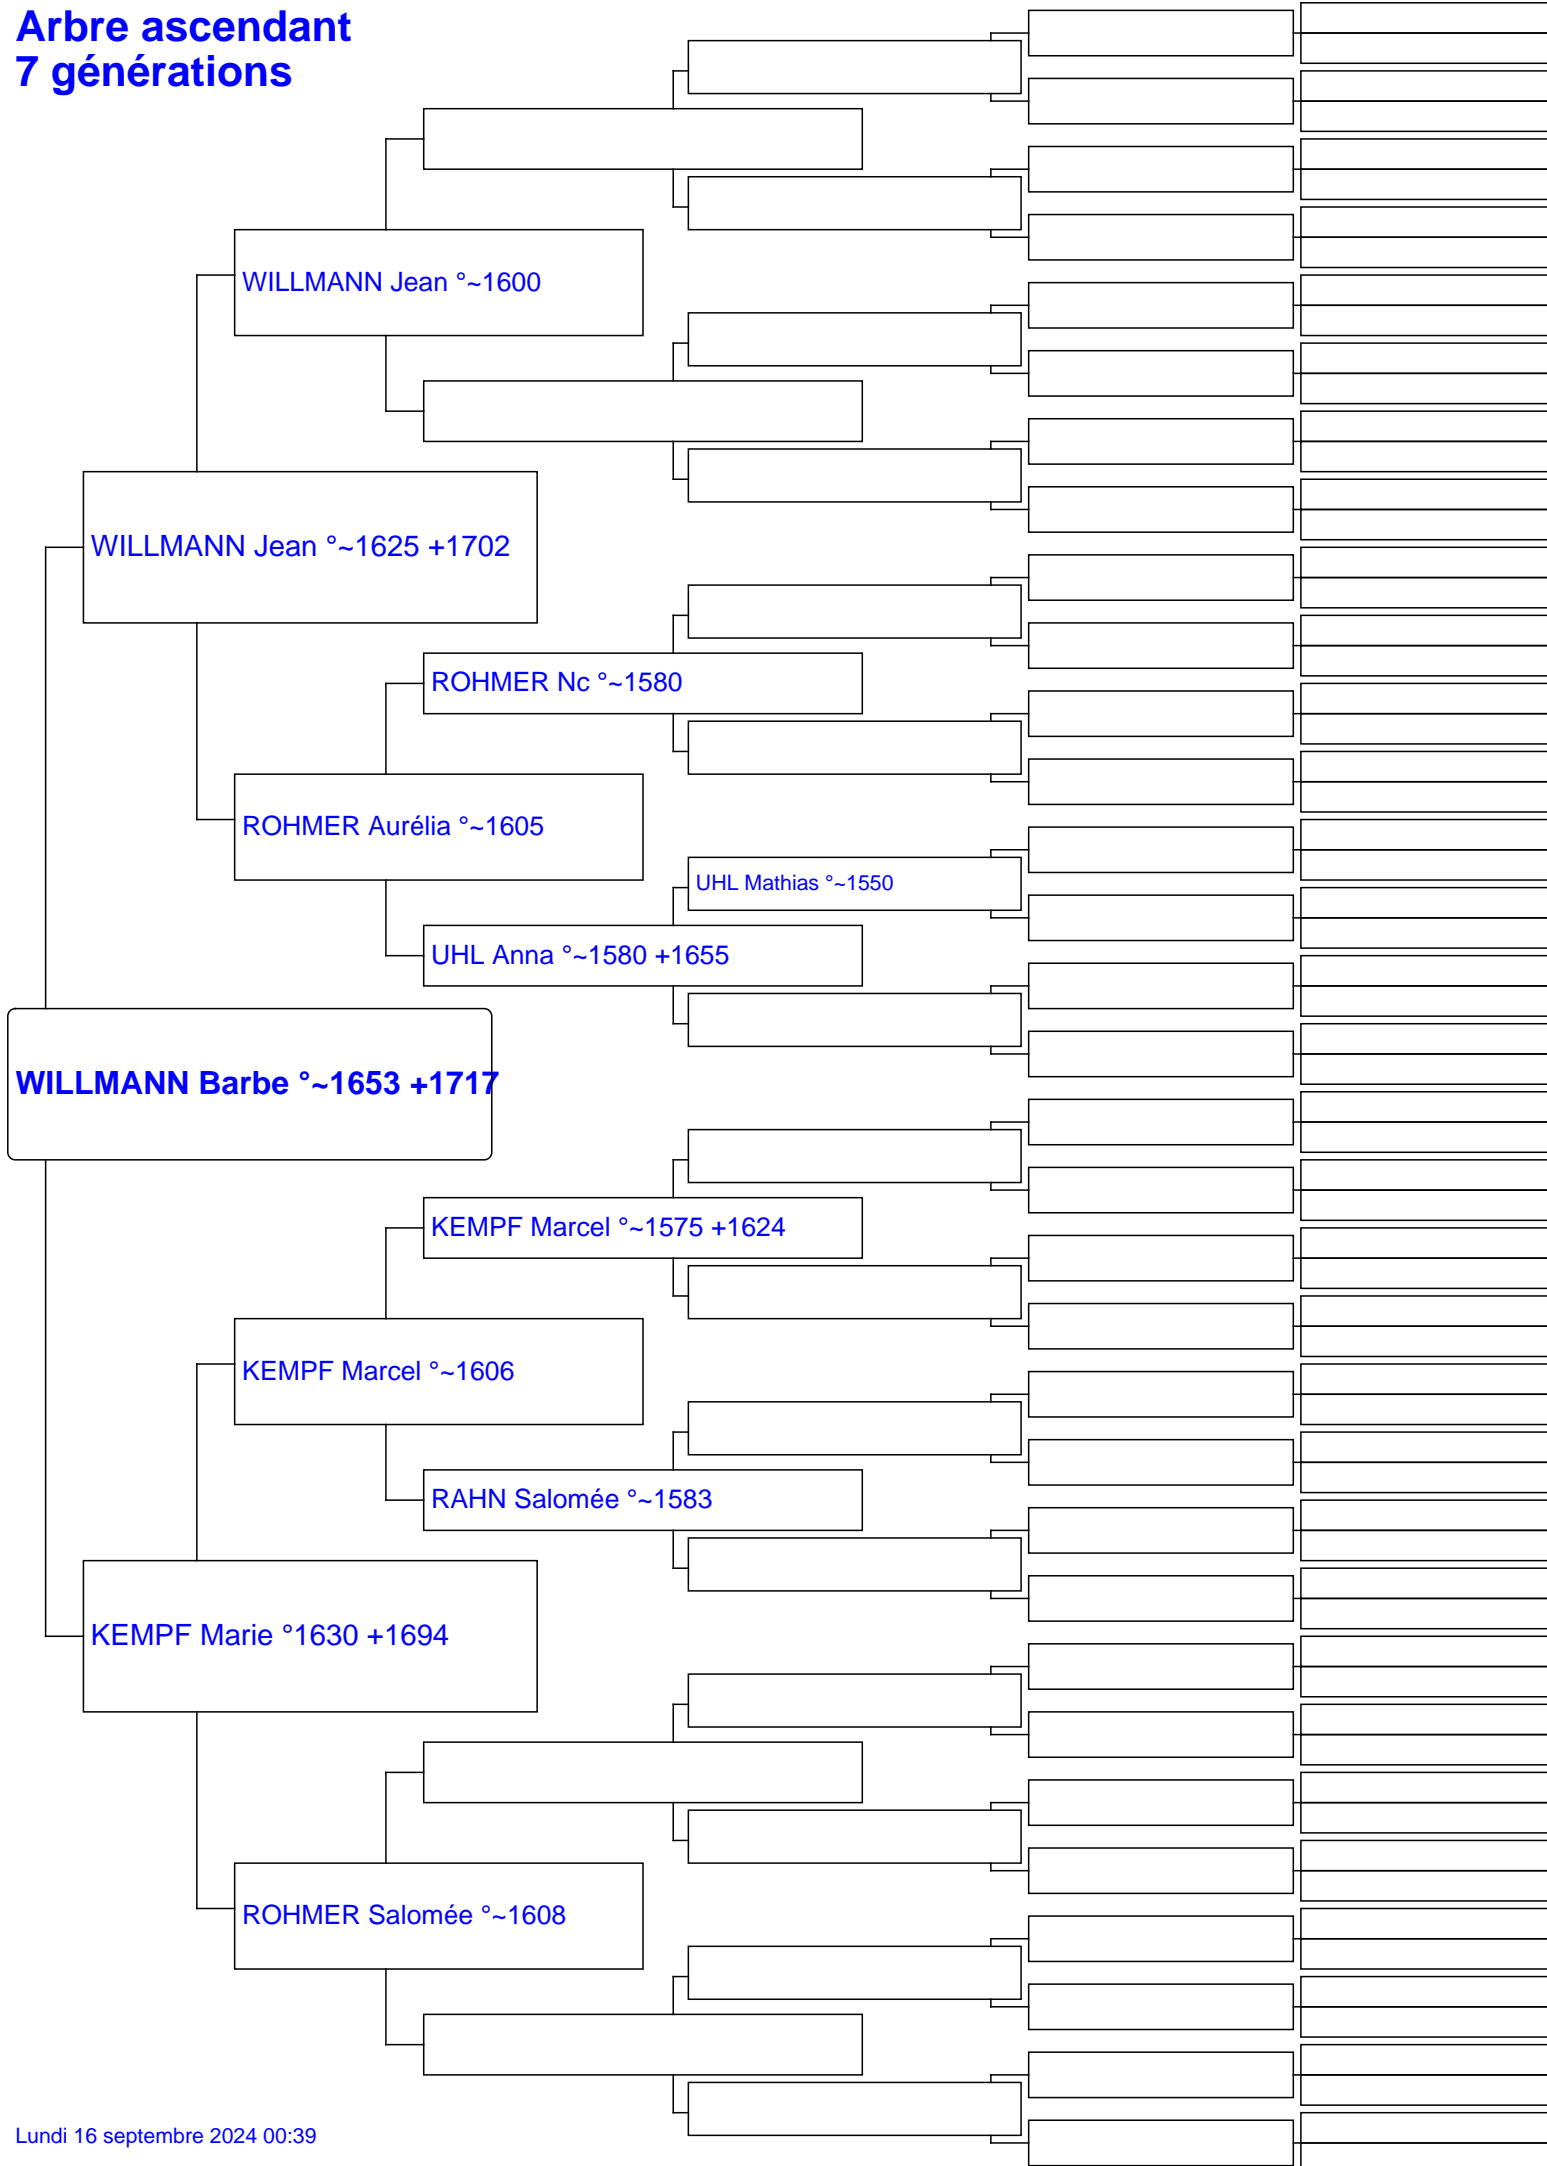 Arbre ascendant
7 générations
WILLMANN Jean °~1600
WILLMANN Jean °~1625 +1702
ROHMER Nc °~1580
ROHMER Aurélia °~1605
UHL Mathias °~1550
UHL Anna °~1580 +1655
WILLMANN Barbe °~1653 +1717
KEMPF Marcel °~1575 +1624
KEMPF Marcel °~1606
RAHN Salomée °~1583
KEMPF Marie °1630 +1694
ROHMER Salomée °~1608
Lundi 16 septembre 2024 00:39